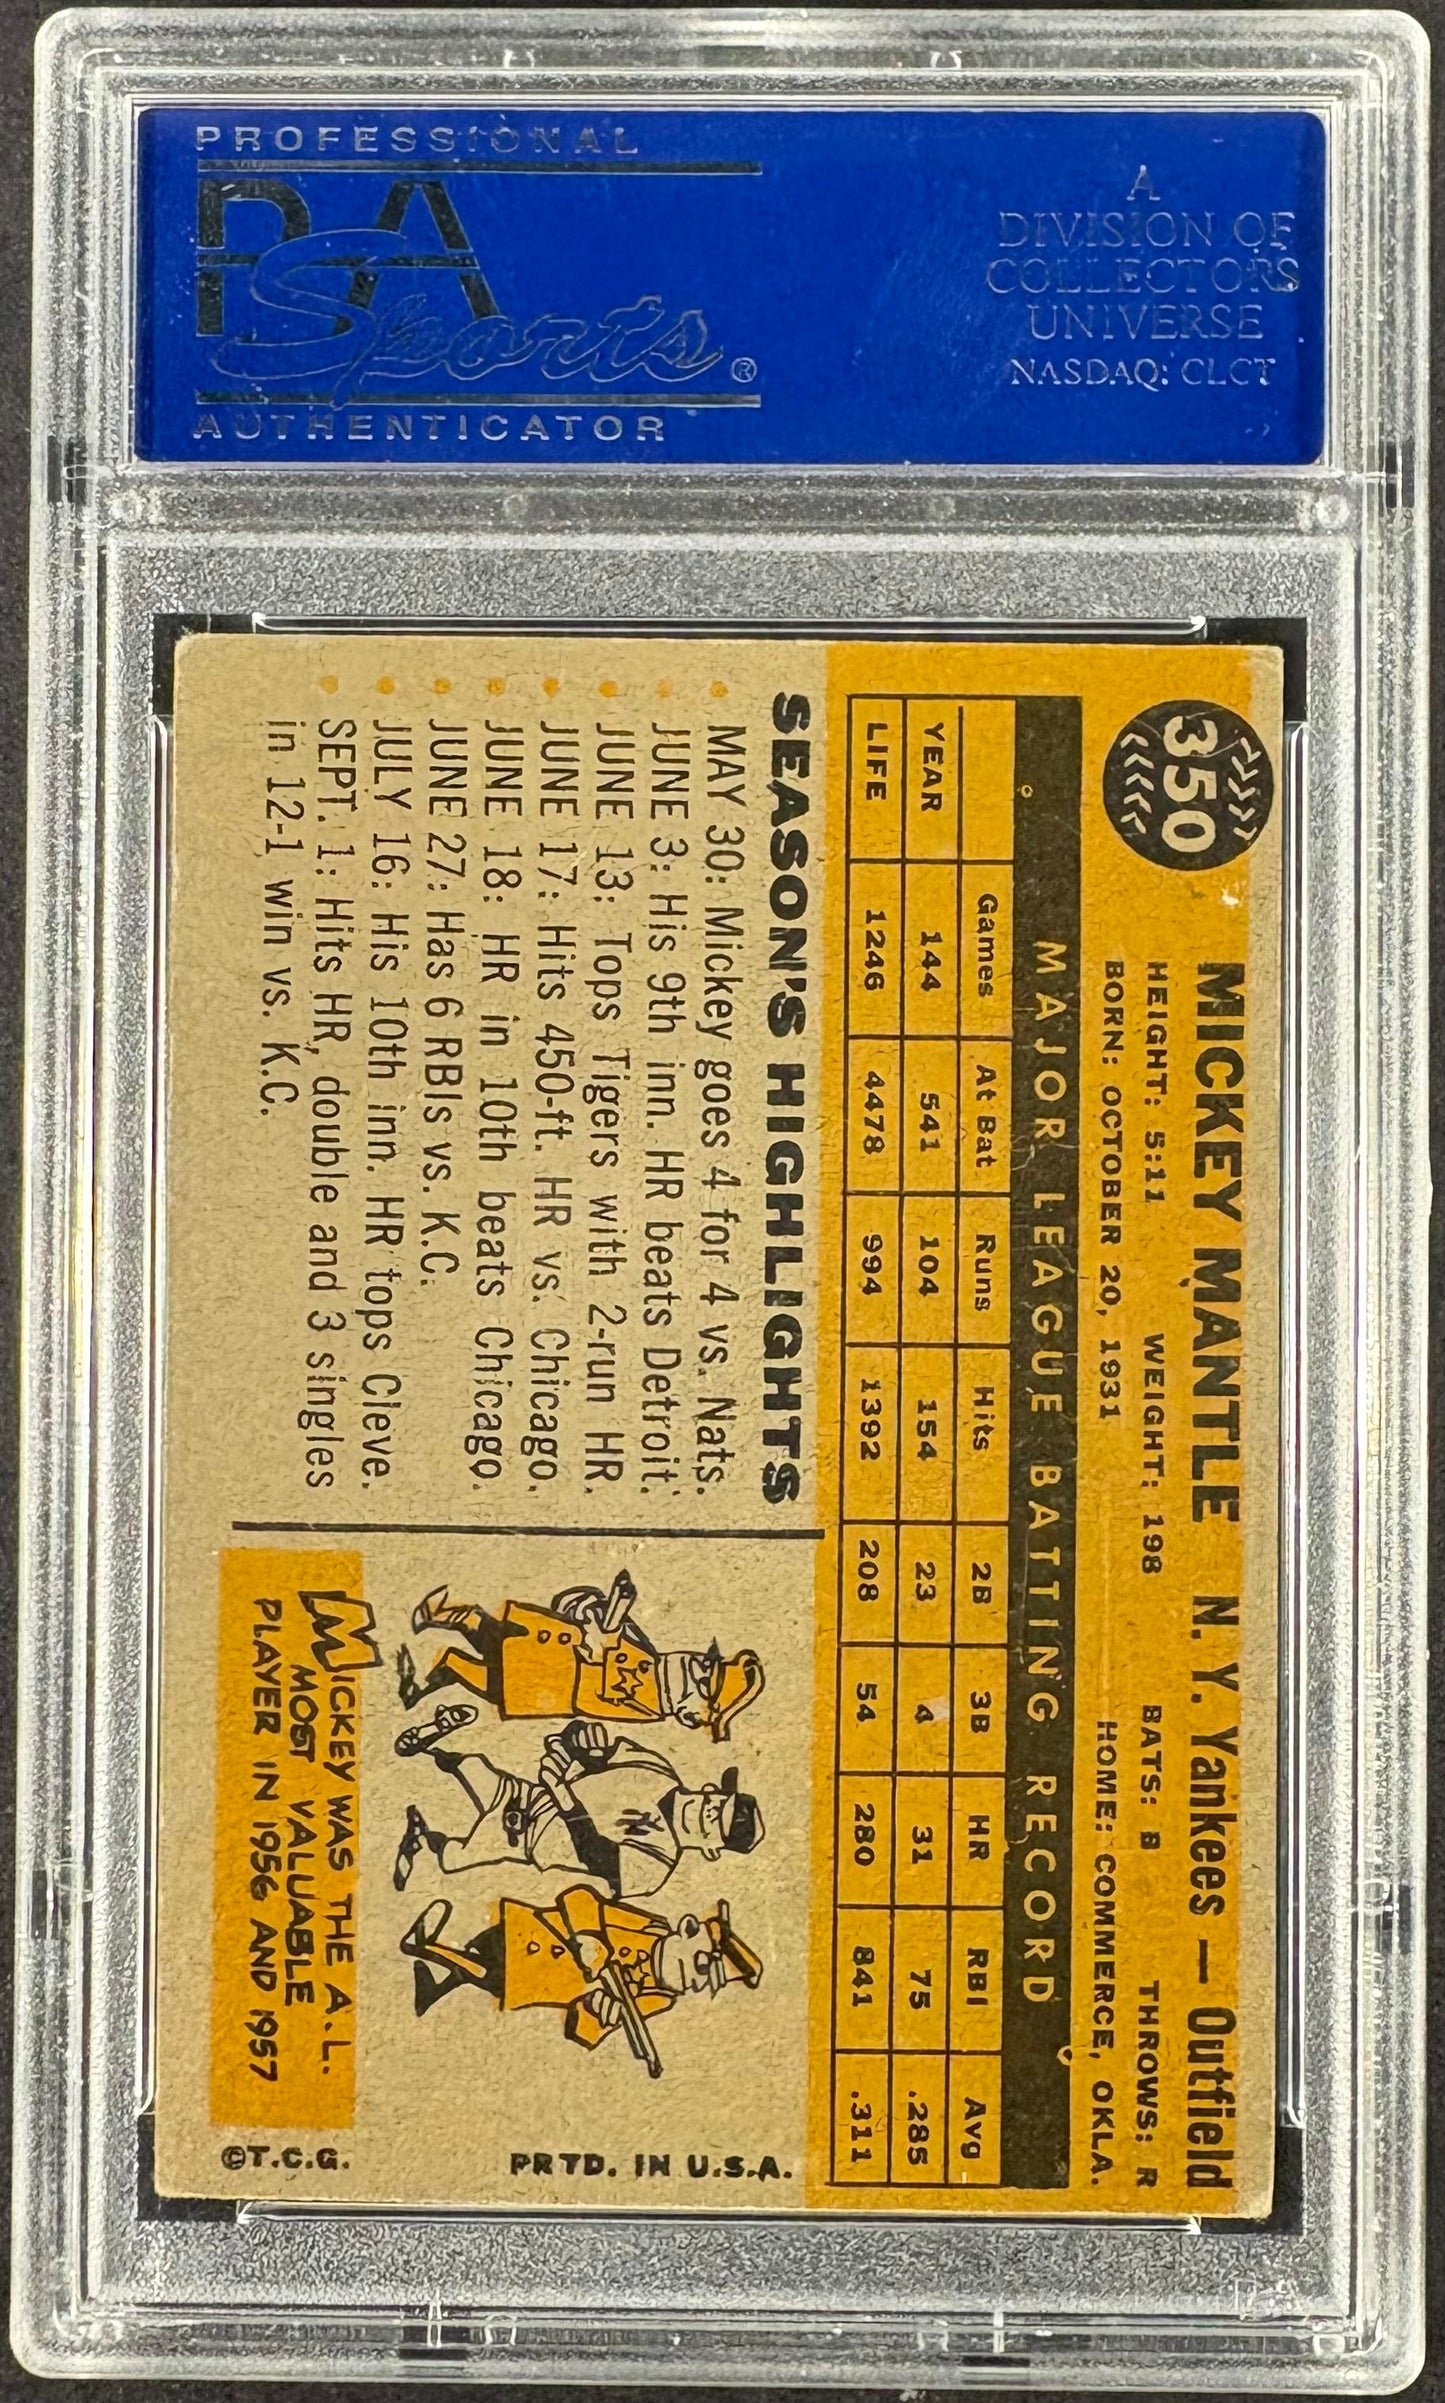 PROFESSIONAL
PSA
Sports®
AUTHENTICATOR
A
DIVISION OF
COLLECTORS
UNIVERSE
NASDAQ: CLCT
350
MICKEY MANTLE N. Y. Yankees — Outfield
HEIGHT: 5:11 WEIGHT: 198 BATS: B THROWS: R
BORN: OCTOBER 20, 1931 HOME: COMMERCE, OKLA.
MAJOR LEAGUE BATTING RECORD
Games At Bat Runs Hits 2B 3B HR RBI Avg
YEAR 144 541 104 154 23 4 31 75 .285
LIFE 1246 4478 994 1392 208 54 280 841 .311
SEASON'S HIGHLIGHTS
• MAY 30: Mickey goes 4 for 4 vs. Nats.
• JUNE 3: His 9th inn. HR beats Detroit.
• JUNE 13: Tops Tigers with 2-run HR.
• JUNE 17: Hits 450-ft. HR vs. Chicago.
• JUNE 18: HR in 10th beats Chicago.
• JUNE 27: Has 6 RBIs vs. K.C.
• JULY 16: His 10th inn. HR tops Cleve.
• SEPT. 1: Hits HR, double and 3 singles
in 12-1 win vs. K.C.
NY
MICKEY WAS THE A.L.
MOST VALUABLE
PLAYER IN 1956 AND 1957
PRTD. IN U.S.A.
©T.C.G.